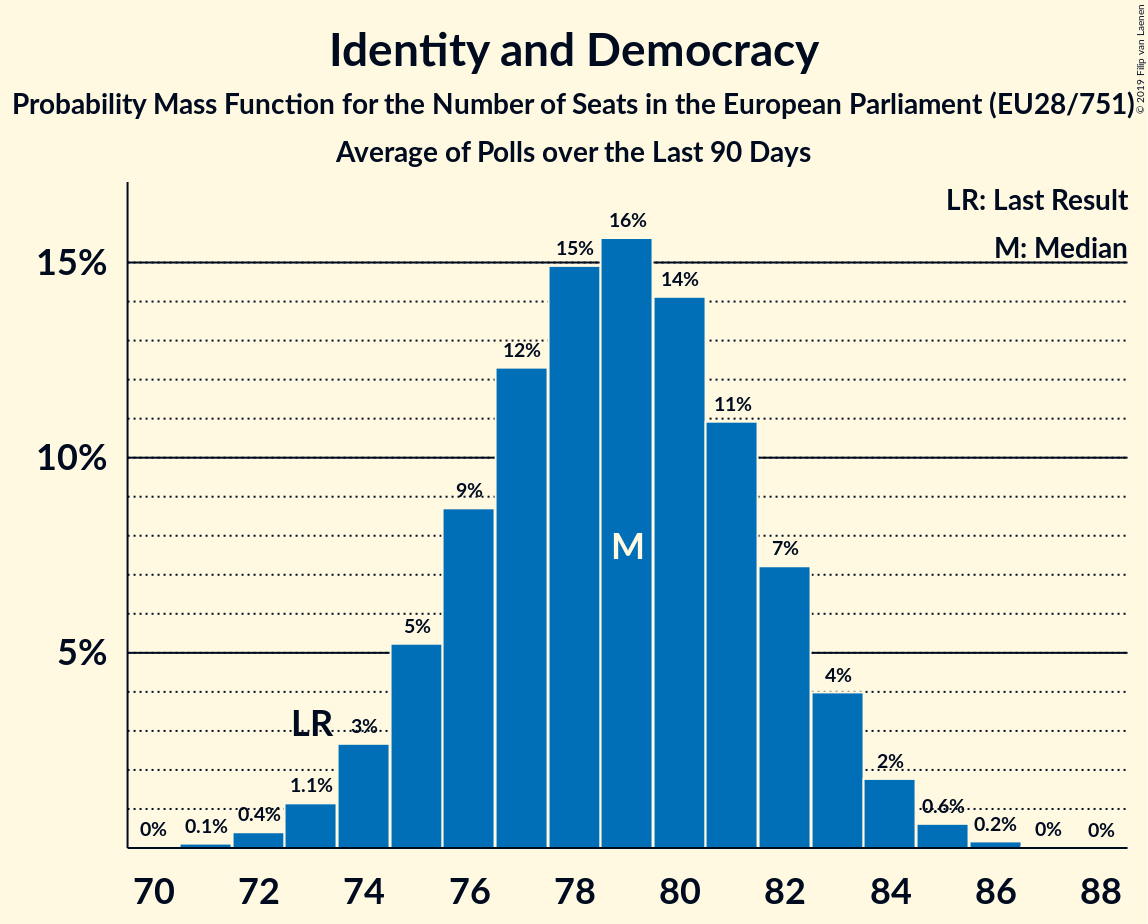 Identity and Democracy
Probability Mass Function for the Number of Seats in the European Parliament (EU28/751)
Average of Polls over the Last 90 Days
© 2019 Filip van Laenen
LR: Last Result
M: Median
15%
10%
5%
0%
0.1%
0.4%
1.1%
LR
3%
5%
9%
12%
15%
16%
M
14%
11%
7%
4%
2%
0.6%
0.2%
0%
0%
70 72 74 76 78 80 82 84 86 88